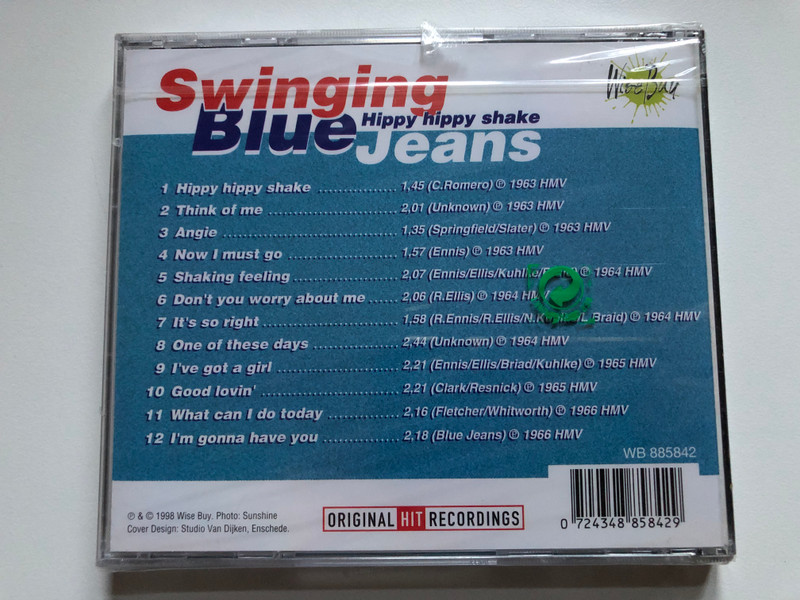 Swinging
Blue Hippy hippy shake
Jeans
Wise Buy
1 Hippy hippy shake .................... 1,45 (C.Romero) ℗ 1963 HMV
2 Think of me .................... 2,01 (Unknown) ℗ 1963 HMV
3 Angie .................... 1,35 (Springfield/Slater) ℗ 1963 HMV
4 Now I must go .................... 1,57 (Ennis) ℗ 1963 HMV
5 Shaking feeling .................... 2,07 (Ennis/Ellis/Kuhlke/ ℗ 1964 HMV
6 Don't you worry about me ...... 2,06 (R.Ellis) ℗ 1964 HMV
7 It's so right .................... 1,58 (R.Ennis/R.Ellis/N.Kuhlke/L.Braid) ℗ 1964 HMV
8 One of these days .................... 2,44 (Unknown) ℗ 1964 HMV
9 I've got a girl .................... 2,21 (Ennis/Ellis/Briad/Kuhlke) ℗ 1965 HMV
10 Good lovin' .................... 2,21 (Clark/Resnick) ℗ 1965 HMV
11 What can I do today ............... 2,16 (Fletcher/Whitworth) ℗ 1966 HMV
12 I'm gonna have you ................ 2,18 (Blue Jeans) ℗ 1966 HMV
WB 885842
℗ & © 1998 Wise Buy. Photo: Sunshine
Cover Design: Studio Van Dijken, Enschede.
ORIGINAL HIT RECORDINGS
0 724348 858429